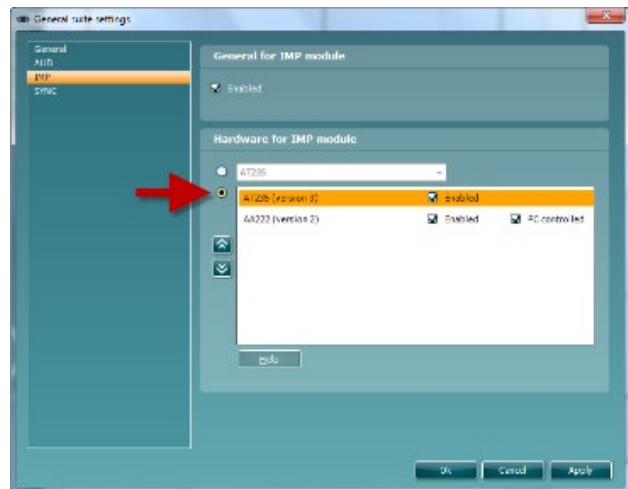 General suite settings
General
AUD
IMP
SYNC
General for IMP module
Enabled
Hardware for IMP module
AT235
AT235 (version 3) Enabled
AA222 (version 2) Enabled PC controlled
Help
Ok Cancel Apply